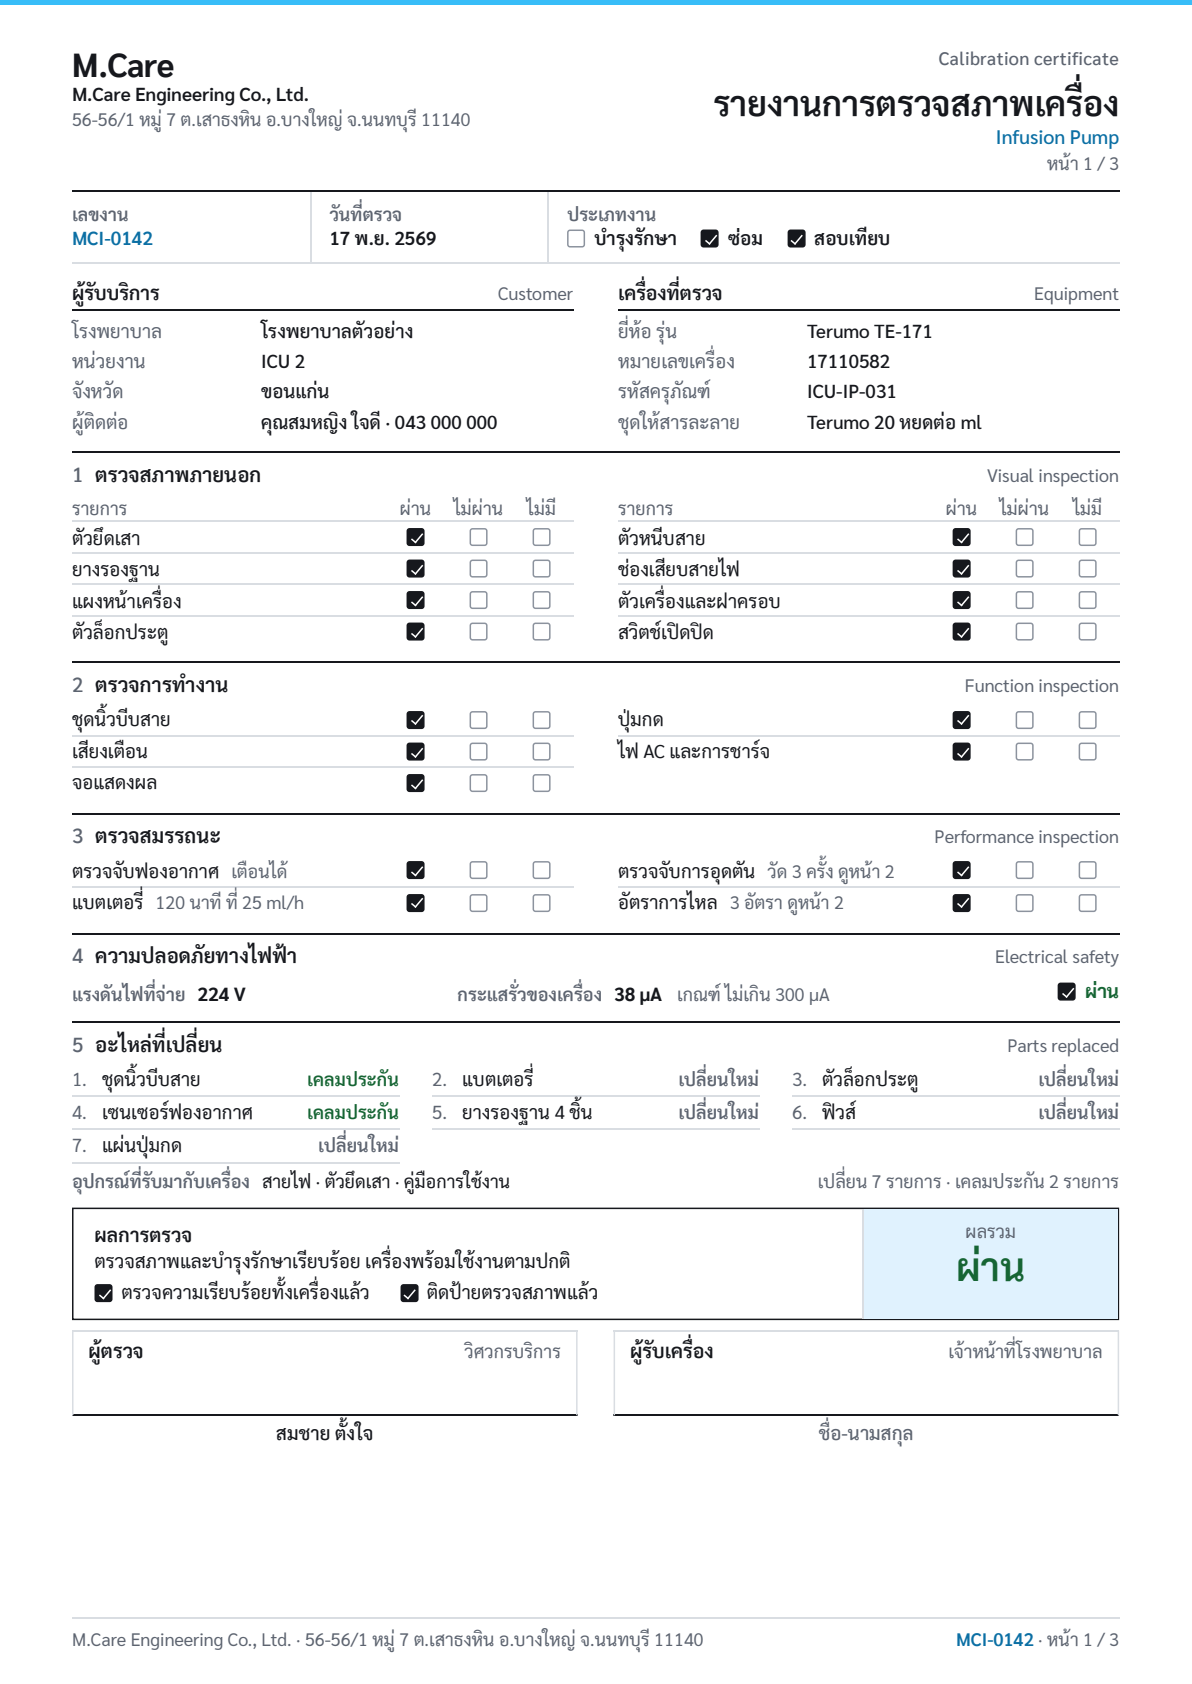 M.Care
M.Care Engineering Co., Ltd.
56-56/1 หมู่ 7 ต.เสาธงหิน อ.บางใหญ่ จ.นนทบุรี 11140
Calibration certificate
รายงานการตรวจสภาพเครื่อง
Infusion Pump
หน้า 1 / 3
เลขงาน
MCI-0142
วันที่ตรวจ
17 พ.ย. 2569
ประเภทงาน
บำรุงรักษา ซ่อม สอบเทียบ
ผู้รับบริการ Customer
โรงพยาบาล โรงพยาบาลตัวอย่าง
หน่วยงาน ICU 2
จังหวัด ขอนแก่น
ผู้ติดต่อ คุณสมหญิง ใจดี · 043 000 000
เครื่องที่ตรวจ Equipment
ยี่ห้อ รุ่น Terumo TE-171
หมายเลขเครื่อง 17110582
รหัสครุภัณฑ์ ICU-IP-031
ชุดให้สารละลาย Terumo 20 หยดต่อ ml
1 ตรวจสภาพภายนอก Visual inspection
รายการ ผ่าน ไม่ผ่าน ไม่มี
ตัวยึดเสา
ยางรองฐาน
แผงหน้าเครื่อง
ตัวล็อกประตู
รายการ ผ่าน ไม่ผ่าน ไม่มี
ตัวหนีบสาย
ช่องเสียบสายไฟ
ตัวเครื่องและฝาครอบ
สวิตช์เปิดปิด
2 ตรวจการทำงาน Function inspection
ชุดนิ้วบีบสาย
เสียงเตือน
จอแสดงผล
ปุ่มกด
ไฟ AC และการชาร์จ
3 ตรวจสมรรถนะ Performance inspection
ตรวจจับฟองอากาศ เตือนได้
แบตเตอรี่ 120 นาที ที่ 25 ml/h
ตรวจจับการอุดตัน วัด 3 ครั้ง ดูหน้า 2
อัตราการไหล 3 อัตรา ดูหน้า 2
4 ความปลอดภัยทางไฟฟ้า Electrical safety
แรงดันไฟที่จ่าย 224 V กระแสรั่วของเครื่อง 38 µA เกณฑ์ ไม่เกิน 300 µA ผ่าน
5 อะไหล่ที่เปลี่ยน Parts replaced
1. ชุดนิ้วบีบสาย เคลมประกัน 2. แบตเตอรี่ เปลี่ยนใหม่ 3. ตัวล็อกประตู เปลี่ยนใหม่
4. เซนเซอร์ฟองอากาศ เคลมประกัน 5. ยางรองฐาน 4 ชิ้น เปลี่ยนใหม่ 6. ฟิวส์ เปลี่ยนใหม่
7. แผ่นปุ่มกด เปลี่ยนใหม่
อุปกรณ์ที่รับมากับเครื่อง สายไฟ · ตัวยึดเสา · คู่มือการใช้งาน เปลี่ยน 7 รายการ · เคลมประกัน 2 รายการ
ผลการตรวจ
ตรวจสภาพและบำรุงรักษาเรียบร้อย เครื่องพร้อมใช้งานตามปกติ
ตรวจความเรียบร้อยทั้งเครื่องแล้ว ติดป้ายตรวจสภาพแล้ว
ผลรวม
ผ่าน
ผู้ตรวจ วิศวกรบริการ
สมชาย ตั้งใจ
ผู้รับเครื่อง เจ้าหน้าที่โรงพยาบาล
ชื่อ-นามสกุล
M.Care Engineering Co., Ltd. · 56-56/1 หมู่ 7 ต.เสาธงหิน อ.บางใหญ่ จ.นนทบุรี 11140 MCI-0142 · หน้า 1 / 3